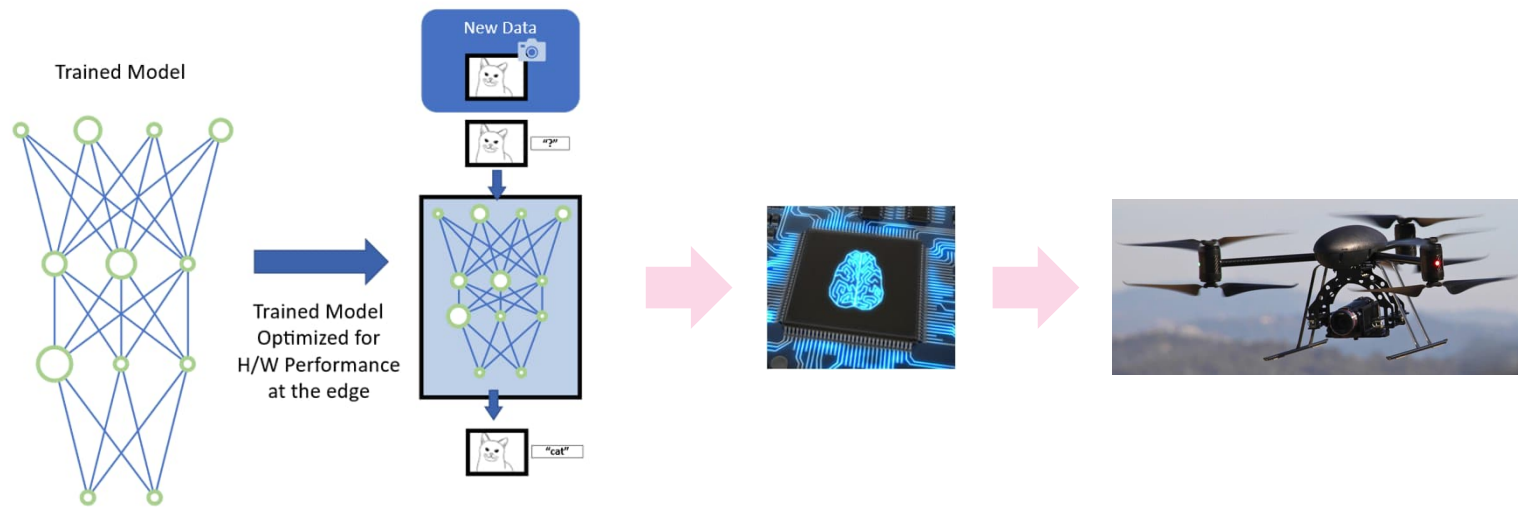 Trained Model
Trained Model
Optimized for
H/W Performance
at the edge
New Data
"?"
"cat"